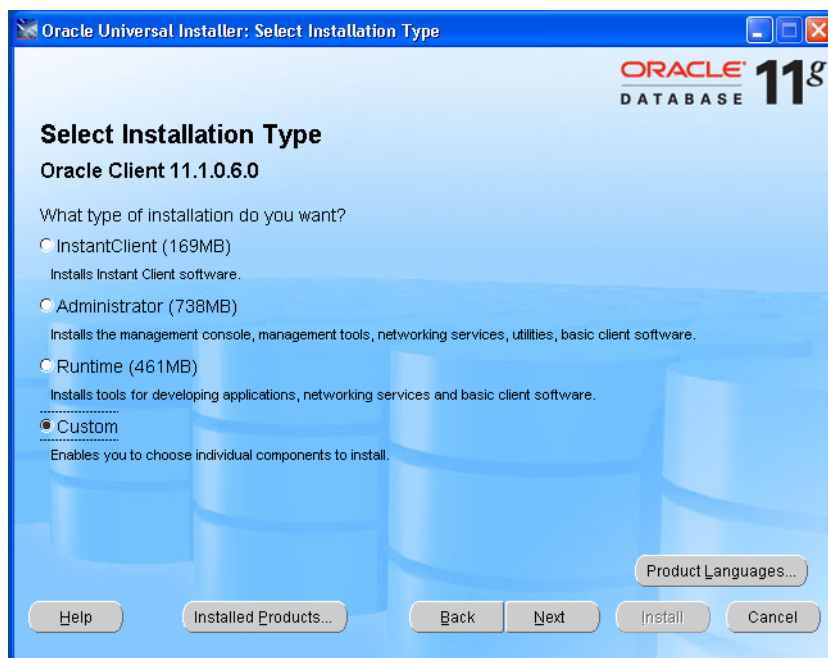 Oracle Universal Installer: Select Installation Type
ORACLE 11g
DATABASE
Select Installation Type
Oracle Client 11.1.0.6.0
What type of installation do you want?
InstantClient (169MB)
Installs Instant Client software.
Administrator (738MB)
Installs the management console, management tools, networking services, utilities, basic client software.
Runtime (461MB)
Installs tools for developing applications, networking services and basic client software.
Custom
Enables you to choose individual components to install.
Product Languages...
Help Installed Products... Back Next Install Cancel